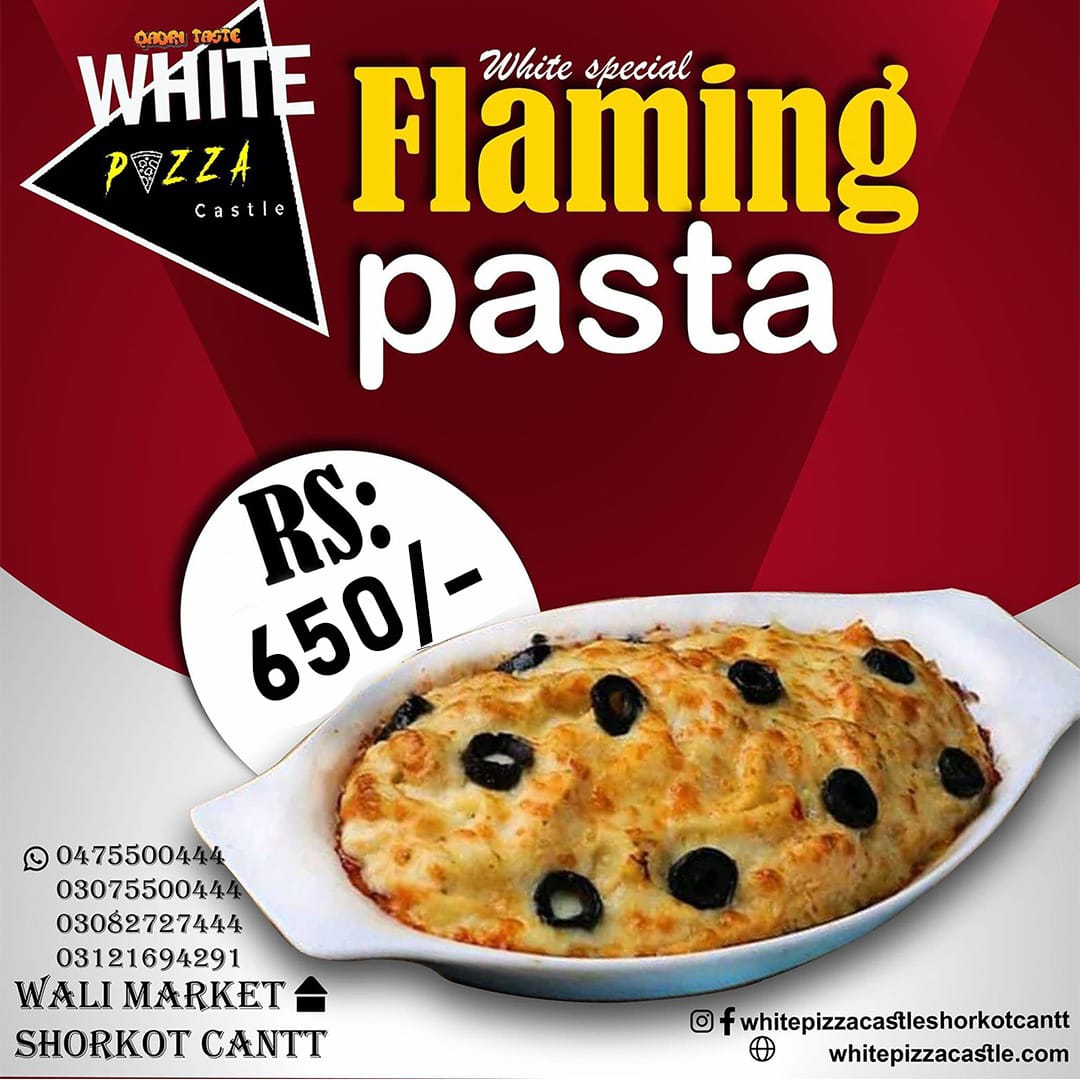 QADRI TASTE
WHITE
PIZZA
Castle
White special
Flaming
pasta
RS:
650/-
0475500444
03075500444
03082727444
03121694291
WALI MARKET
SHORKOT CANTT
whitepizzacastleshorkotcantt
whitepizzacastle.com